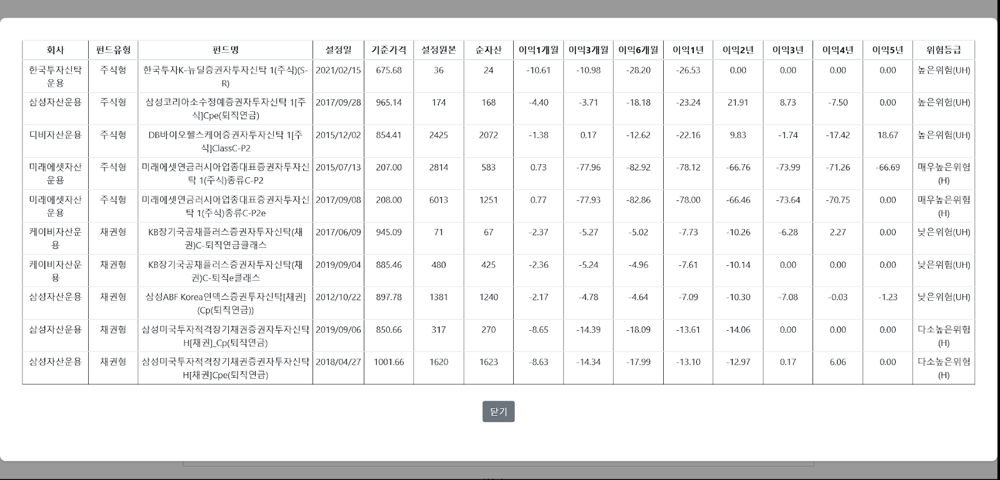 회사 펀드유형 펀드명 설정일 기준가격 설정원본 순자산 이익1개월 이익3개월 이익6개월 이익1년 이익2년 이익3년 이익4년 이익5년 위험등급
한국투자신탁 주식형 한국투자K-뉴딜증권자투자신탁 1(주식)(S- 2021/02/15 675.68 36 24 -10.61 -10.98 -28.20 -26.53 0.00 0.00 0.00 0.00 높은위험(UH)
운용 R)
삼성자산운용 주식형 삼성코리아소수정예증권자투자신탁 1[주 2017/09/28 965.14 174 168 -4.40 -3.71 -18.18 -23.24 21.91 8.73 -7.50 0.00 높은위험(UH)
식]Cpe(퇴직연금)
디비자산운용 주식형 DB바이오헬스케어증권자투자신탁 1[주 2015/12/02 854.41 2425 2072 -1.38 0.17 -12.62 -22.16 9.83 -1.74 -17.42 18.67 높은위험(UH)
식]ClassC-P2
미래에셋자산 주식형 미래에셋연금러시아업종대표증권자투자신 2015/07/13 207.00 2814 583 0.73 -77.96 -82.92 -78.12 -66.76 -73.99 -71.26 -66.69 매우높은위험
운용 탁 1(주식)종류C-P2 (H)
미래에셋자산 주식형 미래에셋연금러시아업종대표증권자투자신 2017/09/08 208.00 6013 1251 0.77 -77.93 -82.86 -78.00 -66.46 -73.64 -70.75 0.00 매우높은위험
운용 탁 1(주식)종류C-P2e (H)
케이비자산운 채권형 KB장기국공채플러스증권자투자신탁(채 2017/06/09 945.09 71 67 -2.37 -5.27 -5.02 -7.73 -10.26 -6.28 2.27 0.00 낮은위험(UH)
용 권)C-퇴직연금클래스
케이비자산운 채권형 KB장기국공채플러스증권자투자신탁(채 2019/09/04 885.46 480 425 -2.36 -5.24 -4.96 -7.61 -10.14 0.00 0.00 0.00 낮은위험(UH)
용 권)C-퇴직e클래스
삼성자산운용 채권형 삼성ABF Korea인덱스증권투자신탁[채권] 2012/10/22 897.78 1381 1240 -2.17 -4.78 -4.64 -7.09 -10.30 -7.08 -0.03 -1.23 낮은위험(UH)
(Cp(퇴직연금))
삼성자산운용 채권형 삼성미국투자적격장기채권증권자투자신탁 2019/09/06 850.66 317 270 -8.65 -14.39 -18.09 -13.61 -14.06 0.00 0.00 0.00 다소높은위험
H[채권]_Cp(퇴직연금) (H)
삼성자산운용 채권형 삼성미국투자적격장기채권증권자투자신탁 2018/04/27 1001.66 1620 1623 -8.63 -14.34 -17.99 -13.10 -12.97 0.17 6.06 0.00 다소높은위험
H[채권]Cpe(퇴직연금) (H)
닫기